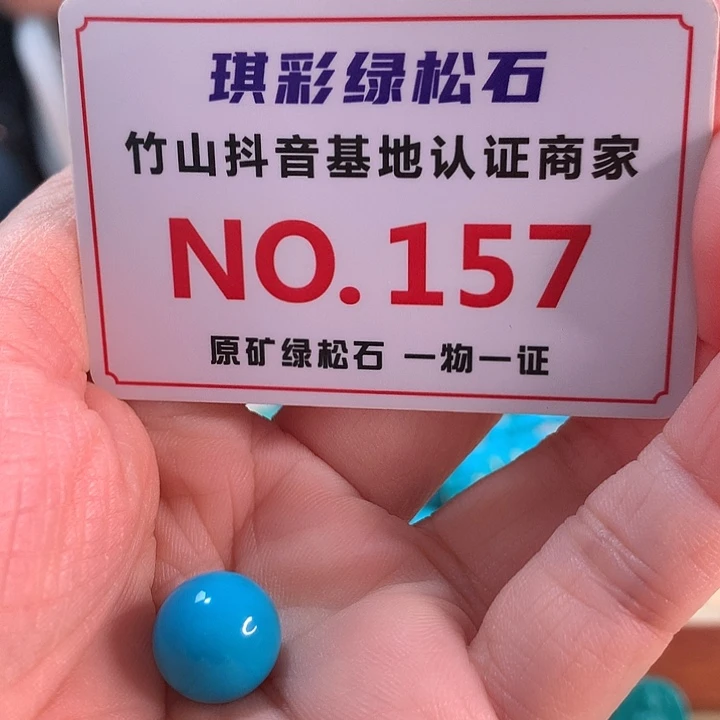 琪彩绿松石
竹山抖音基地认证商家
NO.157
原矿绿松石 一物一证